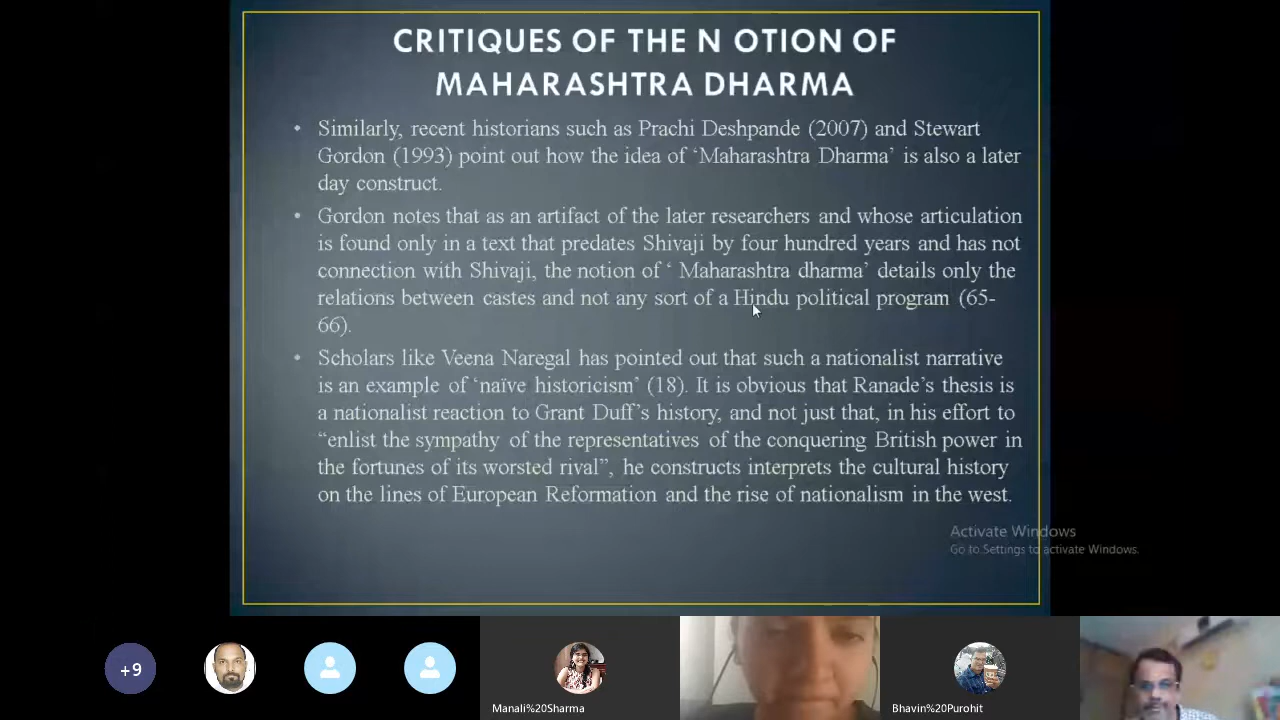 CRITIQUES OF THE N OTION OF
MAHARASHTRA DHARMA
• Similarly, recent historians such as Prachi Deshpande (2007) and Stewart
Gordon (1993) point out how the idea of ‘Maharashtra Dharma’ is also a later
day construct.
• Gordon notes that as an artifact of the later researchers and whose articulation
is found only in a text that predates Shivaji by four hundred years and has not
connection with Shivaji, the notion of ‘ Maharashtra dharma’ details only the
relations between castes and not any sort of a Hindu political program (65-
66).
• Scholars like Veena Naregal has pointed out that such a nationalist narrative
is an example of ‘naïve historicism’ (18). It is obvious that Ranade’s thesis is
a nationalist reaction to Grant Duff’s history, and not just that, in his effort to
“enlist the sympathy of the representatives of the conquering British power in
the fortunes of its worsted rival”, he constructs interprets the cultural history
on the lines of European Reformation and the rise of nationalism in the west.
Activate Windows
Go to Settings to activate Windows.
+9
Manali%20Sharma
Bhavin%20Purohit